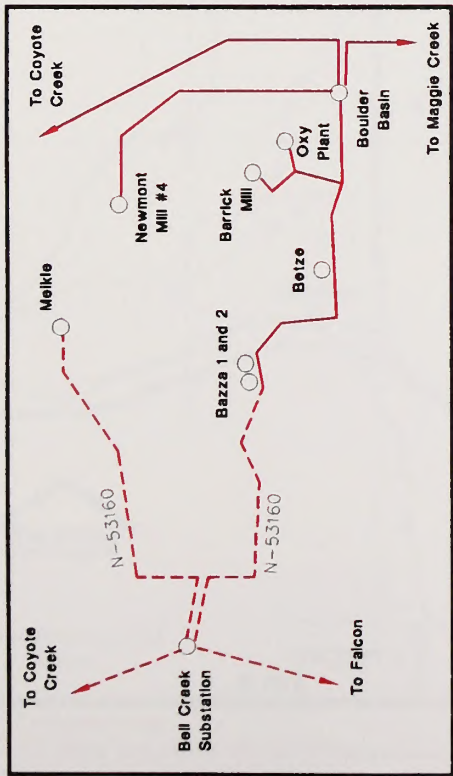 To Coyote
Creek
Meikle
To Coyote
Creek
N-53160
Newmont
Mill #4
Bell Creek
Substation
N-53160
Bazza 1 and 2
Barrick
Mill
Oxy
Plant
Betze
Boulder
Basin
To Falcon
To Maggie Creek